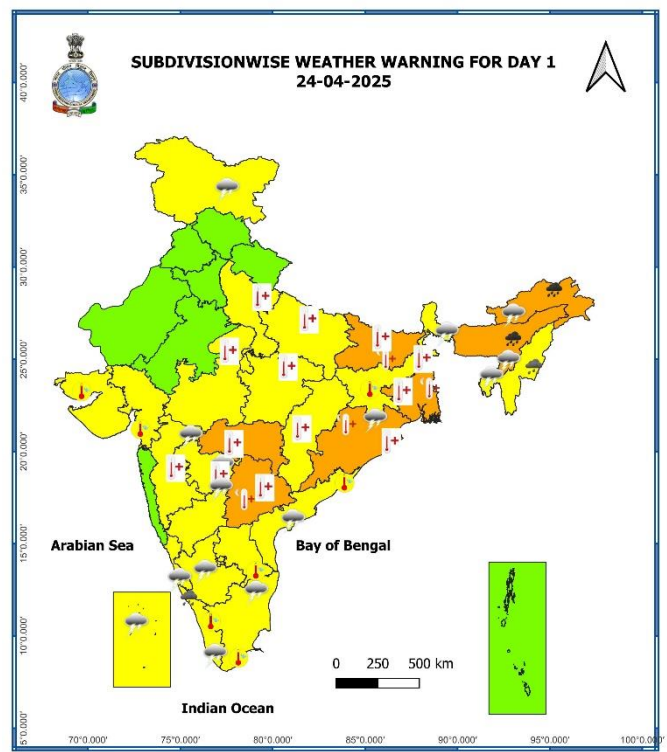 SUBDIVISIONWISE WEATHER WARNING FOR DAY 1
24-04-2025
40°0.000'
35°0.000'
30°0.000'
25°0.000'
20°0.000'
15°0.000'
10°0.000'
5°0.000'
Arabian Sea
Bay of Bengal
0 250 500 km
Indian Ocean
70°0.000' 75°0.000' 80°0.000' 85°0.000' 90°0.000' 95°0.000' 100°0.000'